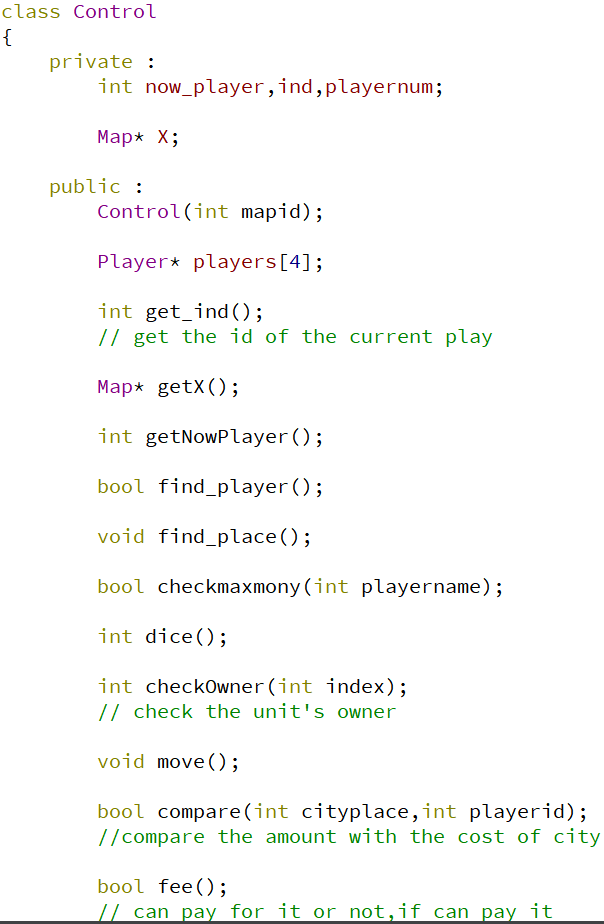 class Control
{
private :
int now_player,ind,playernum;
Map* X;
public :
Control(int mapid);
Player* players[4];
int get_ind();
// get the id of the current play
Map* getX();
int getNowPlayer();
bool find_player();
void find_place();
bool checkmaxmony(int playername);
int dice();
int checkOwner(int index);
// check the unit's owner
void move();
bool compare(int cityplace,int playerid);
//compare the amount with the cost of city
bool fee();
// can pay for it or not,if can pay it